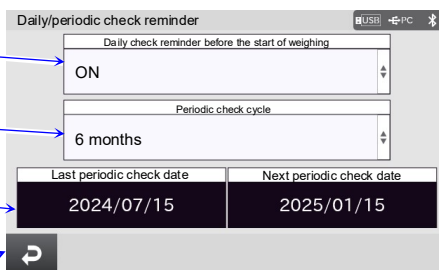 Daily/periodic check reminder
USB PC
Daily check reminder before the start of weighing
ON
Periodic check cycle
6 months
Last periodic check date Next periodic check date
2024/07/15 2025/01/15